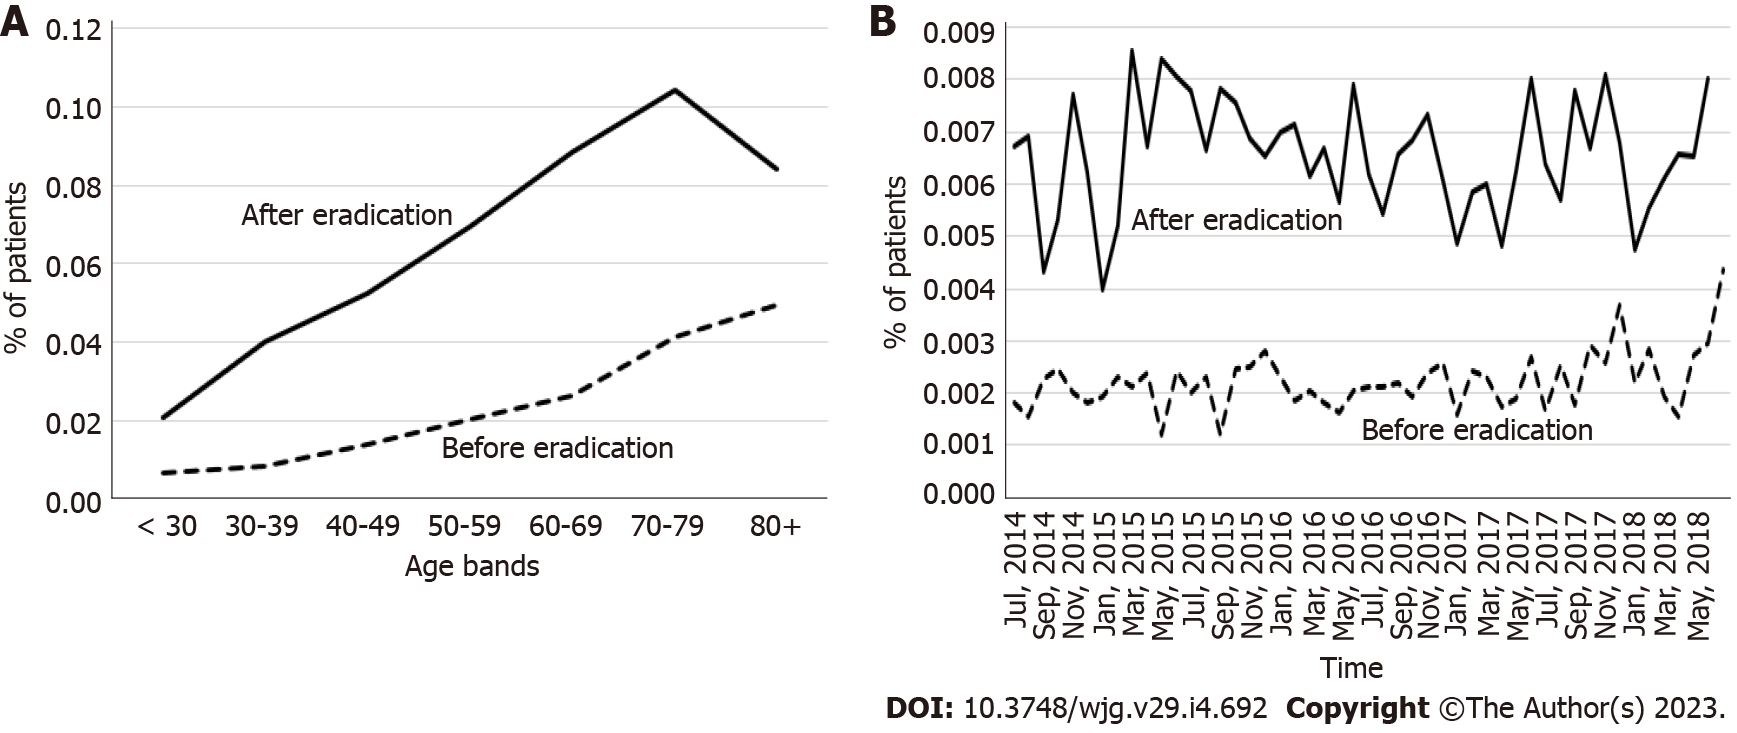 A
0.12
0.10
0.08
0.06
0.04
0.02
0.00
% of patients
After eradication
Before eradication
< 30 30-39 40-49 50-59 60-69 70-79 80+
Age bands
B
0.009
0.008
0.007
0.006
0.005
0.004
0.003
0.002
0.001
0.000
% of patients
After eradication
Before eradication
Jul, 2014
Sep, 2014
Nov, 2014
Jan, 2015
Mar, 2015
May, 2015
Jul, 2015
Sep, 2015
Nov, 2015
Jan, 2016
Mar, 2016
May, 2016
Jul, 2016
Sep, 2016
Nov, 2016
Jan, 2017
Mar, 2017
May, 2017
Jul, 2017
Sep, 2017
Nov, 2017
Jan, 2018
Mar, 2018
May, 2018
Time
DOI: 10.3748/wjg.v29.i4.692 Copyright ©The Author(s) 2023.